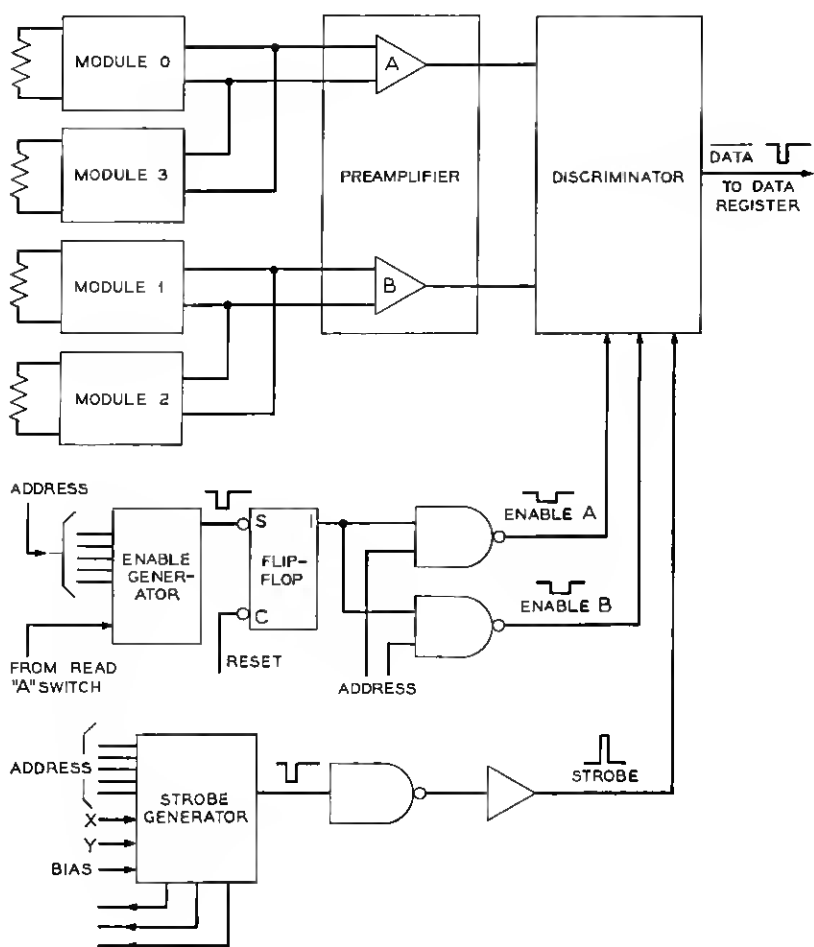 MODULE 0
A
MODULE 3
PREAMPLIFIER
DISCRIMINATOR
DATA
TO DATA
REGISTER
MODULE 1
B
MODULE 2
ADDRESS
ENABLE
GENER-
ATOR
S
1
FLIP-
FLOP
C
ENABLE A
ENABLE B
FROM READ
"A" SWITCH
RESET
ADDRESS
ADDRESS
X
Y
BIAS
STROBE
GENERATOR
STROBE